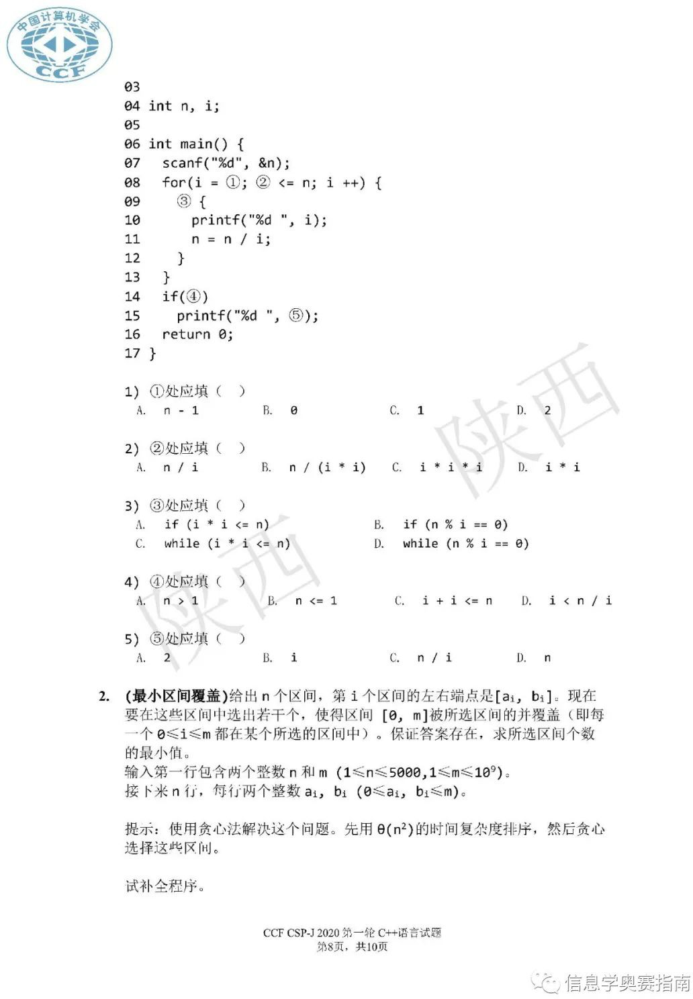 中国计算机学会
CCF
03
04 int n, i;
05
06 int main() {
07 scanf("%d", &n);
08 for(i = ①; ② <= n; i ++) {
09 ③ {
10 printf("%d ", i);
11 n = n / i;
12 }
13 }
14 if(④)
15 printf("%d ", ⑤);
16 return 0;
17 }
1) ①处应填（ ）
A. n - 1 B. 0 C. 1 D. 2
2) ②处应填（ ）
A. n / i B. n / (i * i) C. i * i * i D. i * i
3) ③处应填（ ）
A. if (i * i <= n) B. if (n % i == 0)
C. while (i * i <= n) D. while (n % i == 0)
4) ④处应填（ ）
A. n > 1 B. n <= 1 C. i + i <= n D. i < n / i
5) ⑤处应填（ ）
A. 2 B. i C. n / i D. n
2. (最小区间覆盖)给出 n 个区间，第 i 个区间的左右端点是[aᵢ, bᵢ]。现在
要在这些区间中选出若干个，使得区间 [0, m]被所选区间的并覆盖（即每
一个 0≤i≤m 都在某个所选的区间中）。保证答案存在，求所选区间个数
的最小值。
输入第一行包含两个整数 n 和 m (1≤n≤5000,1≤m≤10⁹)。
接下来 n 行，每行两个整数 aᵢ, bᵢ (0≤aᵢ, bᵢ≤m)。
提示：使用贪心法解决这个问题。先用 θ(n²)的时间复杂度排序，然后贪心
选择这些区间。
试补全程序。
陕西
陕西
CCF CSP-J 2020 第一轮 C++语言试题
第8页，共10页
信息学奥赛指南